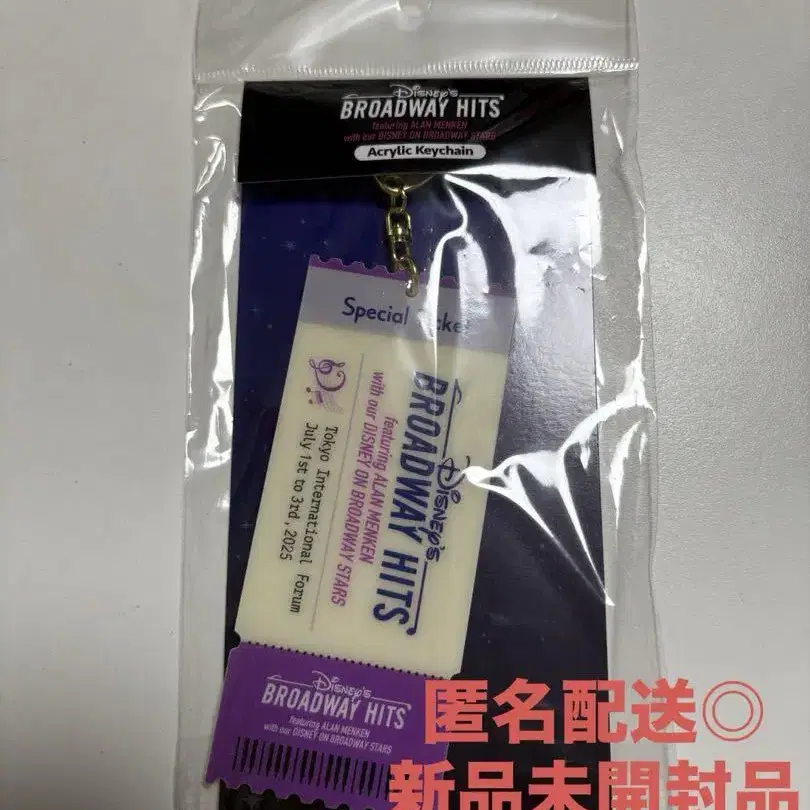 DISNEY'S
BROADWAY HITS
featuring ALAN MENKEN
with our DISNEY ON BROADWAY STARS
Acrylic Keychain
Special Ticket
DISNEY'S
BROADWAY HITS
featuring ALAN MENKEN
with our DISNEY ON BROADWAY STARS
Tokyo International Forum
July 1st to 3rd, 2025
DISNEY'S
BROADWAY HITS
featuring ALAN MENKEN
with our DISNEY ON BROADWAY STARS
匿名配送◎
新品未開封品